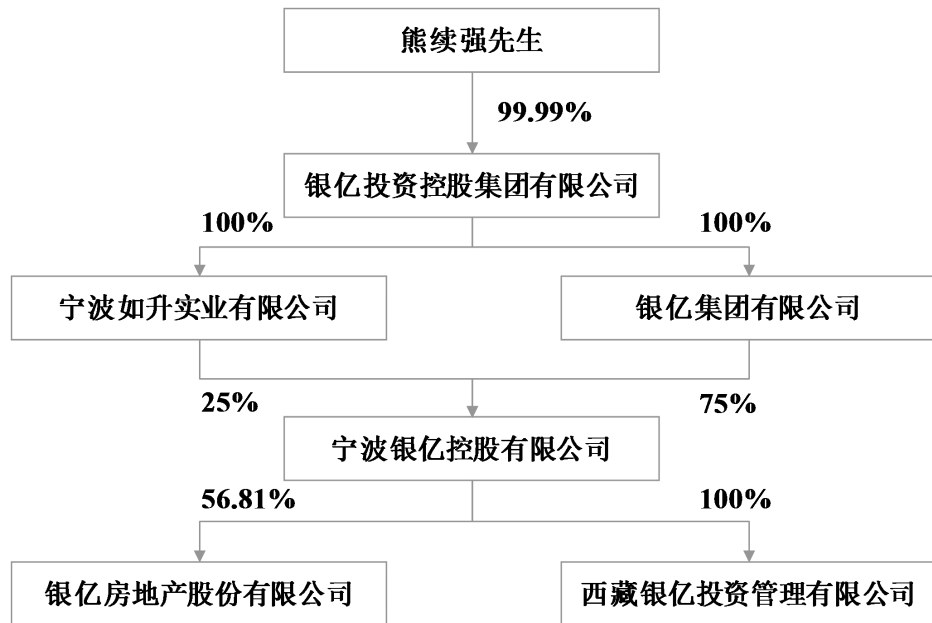 熊续强先生
99.99%
银亿投资控股集团有限公司
100%
100%
宁波如升实业有限公司
银亿集团有限公司
25%
75%
宁波银亿控股有限公司
56.81%
100%
银亿房地产股份有限公司
西藏银亿投资管理有限公司